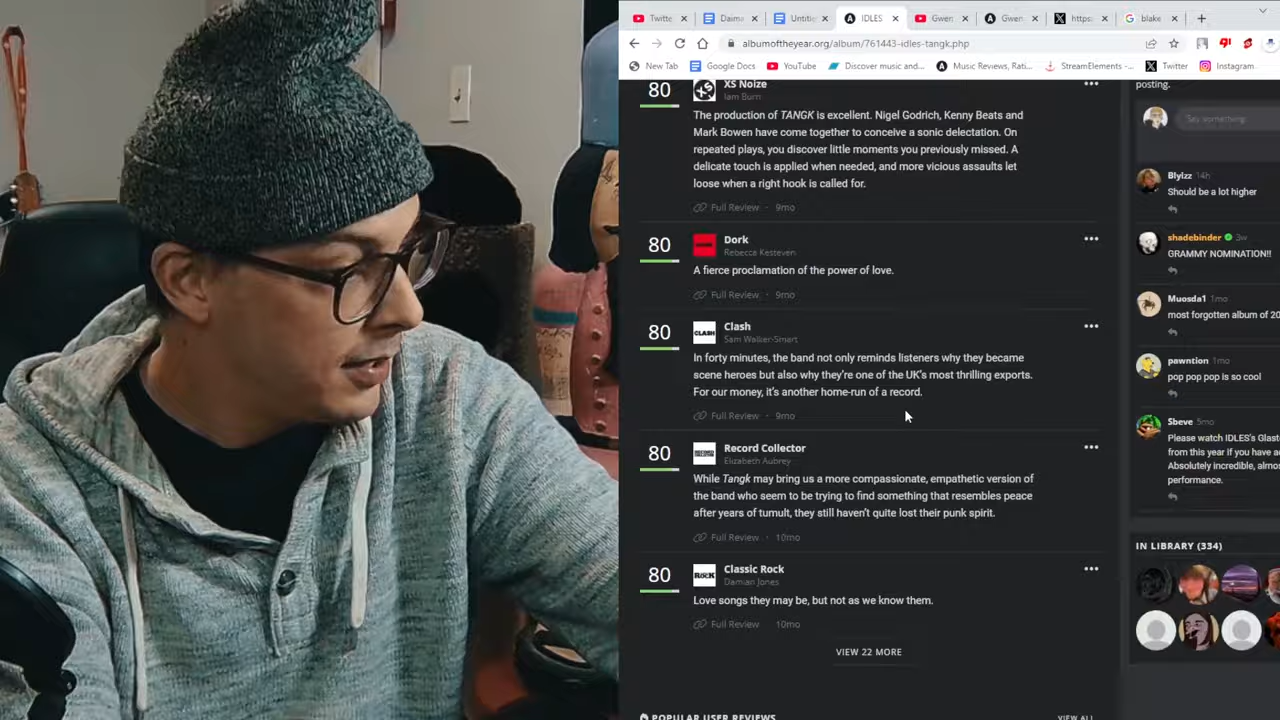 Twitte
Daima
Untitle
IDLES
Gwen
Gwen
https:
blake
albumoftheyear.org/album/761443-idles-tangk.php
New Tab
Google Docs
YouTube
Discover music and...
Music Reviews, Rati...
StreamElements -...
Twitter
Instagram
80
XS Noize
Iam Burn
The production of TANGK is excellent. Nigel Godrich, Kenny Beats and
Mark Bowen have come together to conceive a sonic delectation. On
repeated plays, you discover little moments you previously missed. A
delicate touch is applied when needed, and more vicious assaults let
loose when a right hook is called for.
Full Review · 9mo
80
Dork
Rebecca Kesteven
A fierce proclamation of the power of love.
Full Review · 9mo
80
CLASH
Clash
Sam Walker-Smart
In forty minutes, the band not only reminds listeners why they became
scene heroes but also why they're one of the UK's most thrilling exports.
For our money, it's another home-run of a record.
Full Review · 9mo
80
Record Collector
Elizabeth Aubrey
While Tangk may bring us a more compassionate, empathetic version of
the band who seem to be trying to find something that resembles peace
after years of tumult, they still haven't quite lost their punk spirit.
Full Review · 10mo
80
ROCK
Classic Rock
Damian Jones
Love songs they may be, but not as we know them.
Full Review 10mo
VIEW 22 MORE
POPULAR USER REVIEWS
VIEW ALL
posting.
Say something
Blylzz 14h
Should be a lot higher
shadebinder 3w
GRAMMY NOMINATION!!
Muosda1 1mo
most forgotten album of 20
pawntion 1mo
pop pop pop is so cool
Sbeve 5mo
Please watch IDLES's Glast
from this year if you have a
Absolutely incredible, almos
performance.
IN LIBRARY (334)